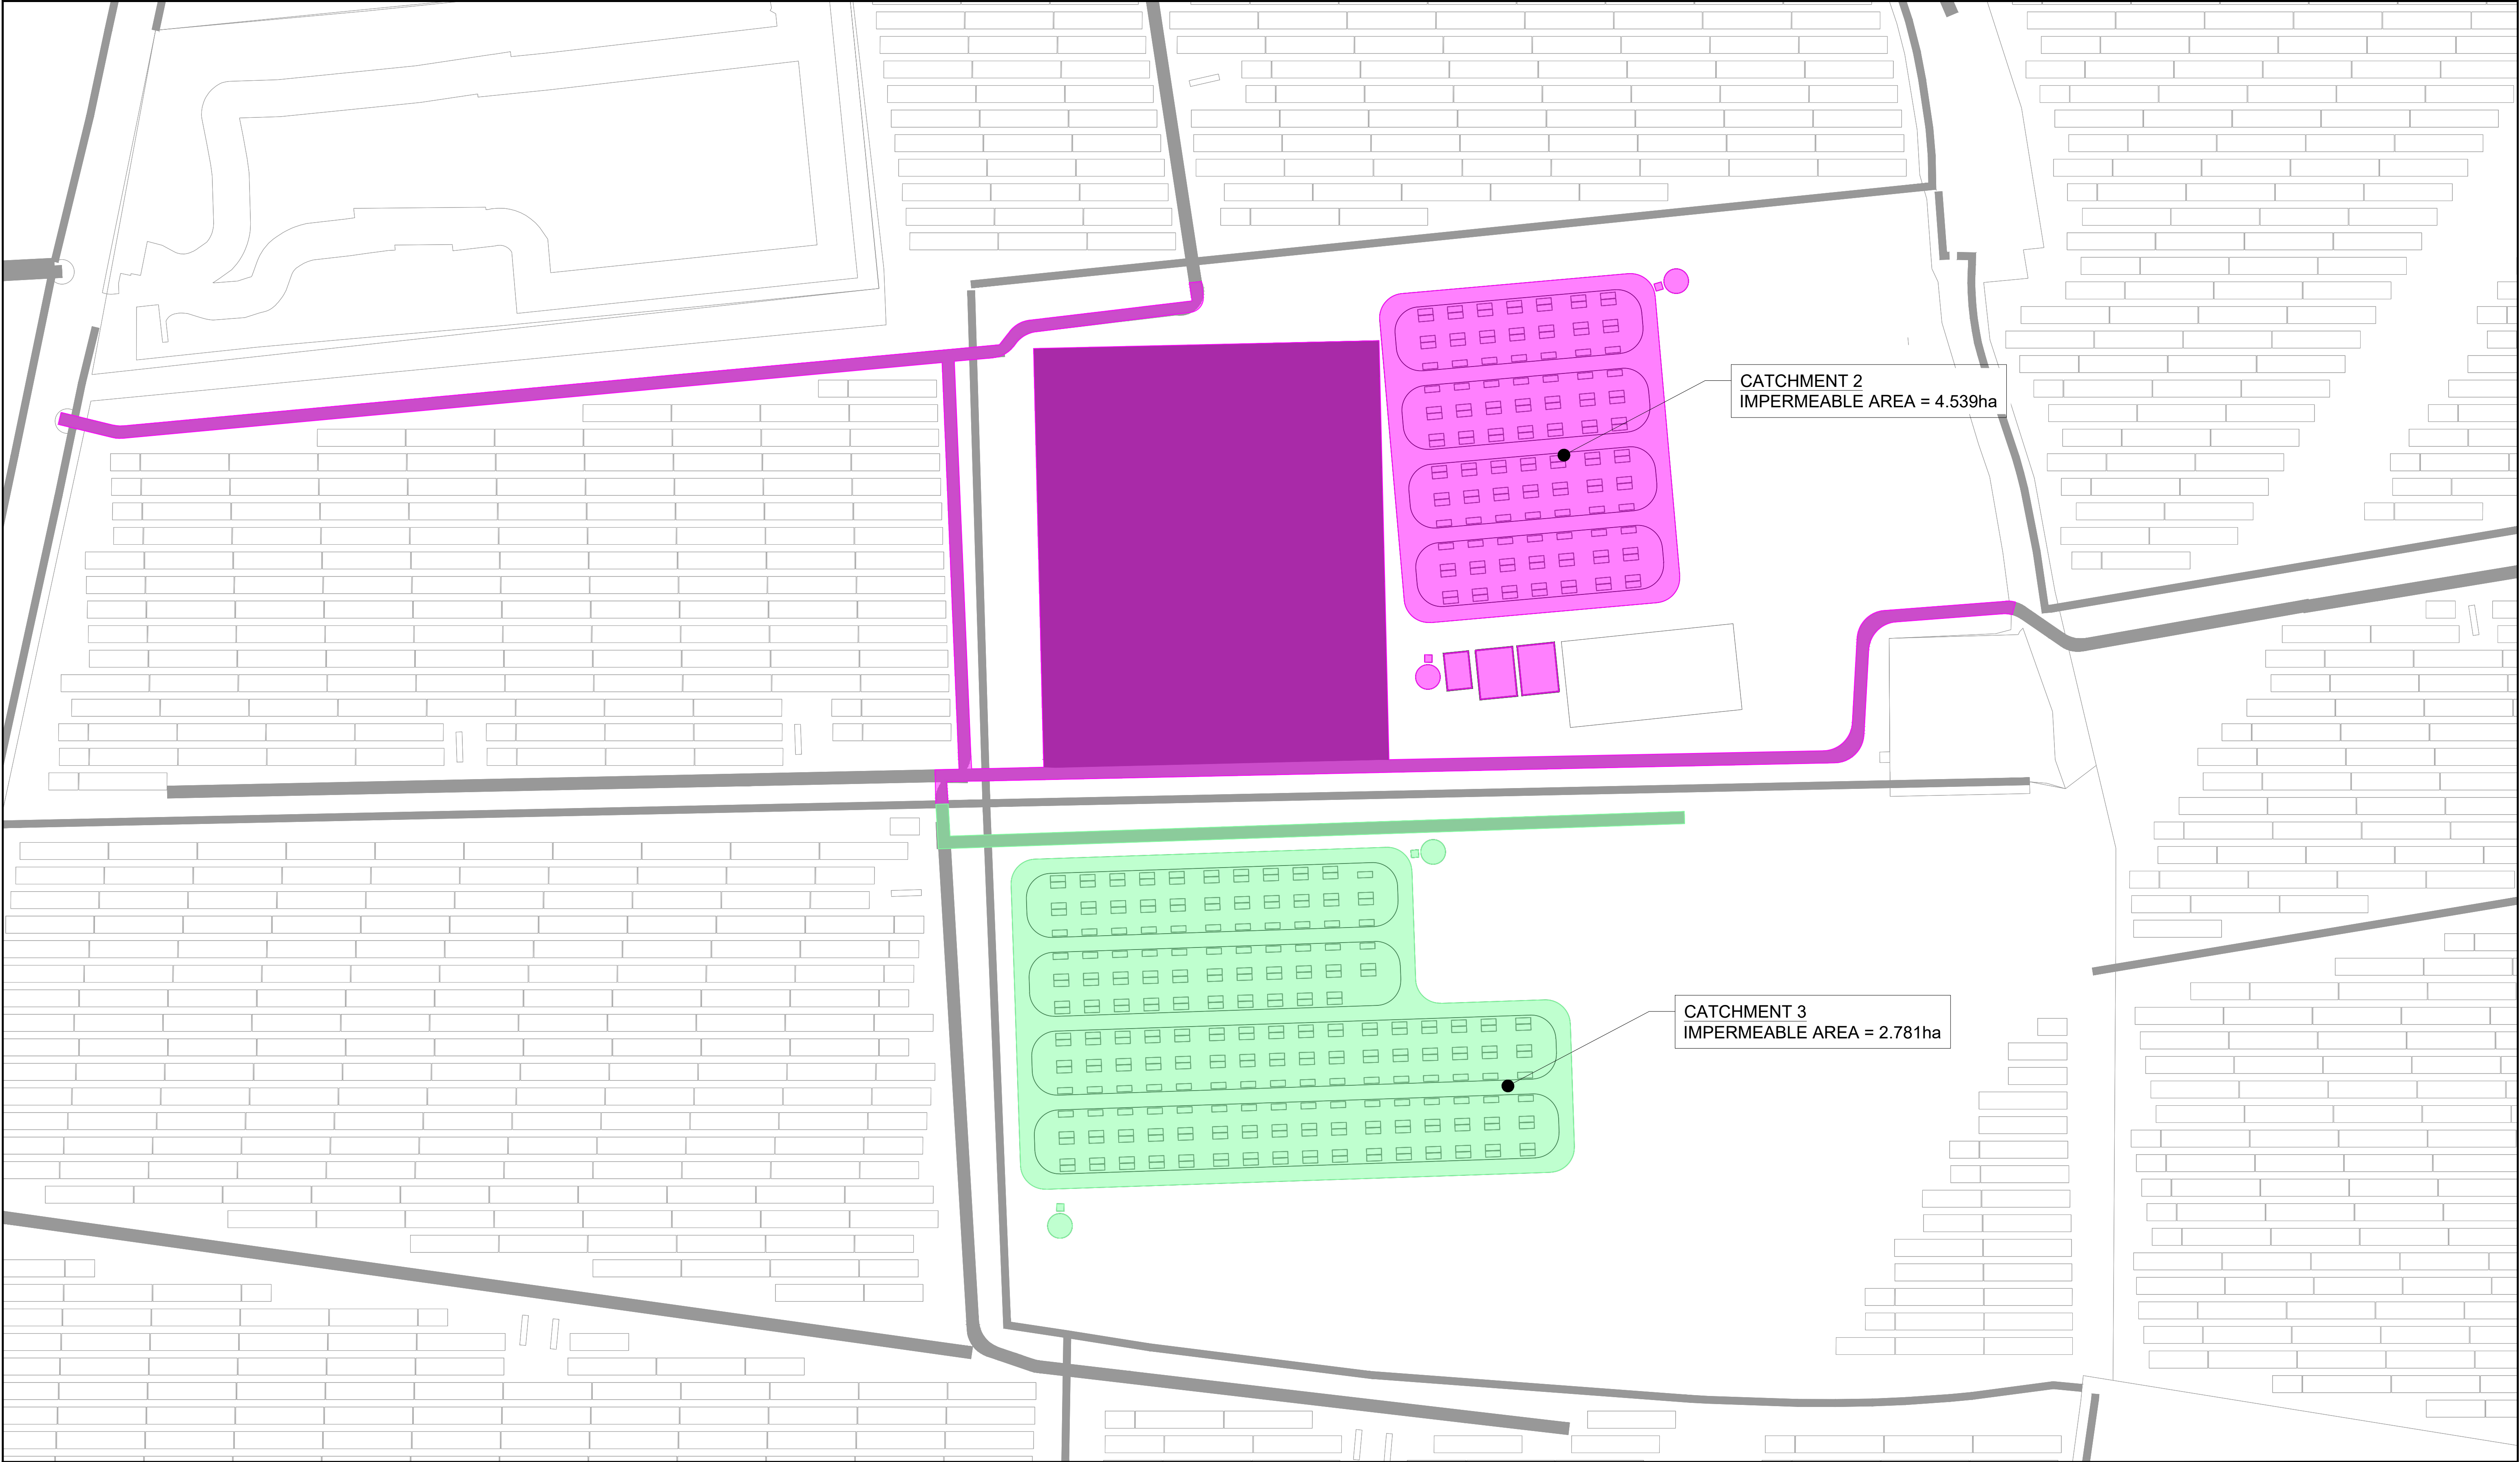 CATCHMENT 2
IMPERMEABLE AREA = 4.539ha
CATCHMENT 3
IMPERMEABLE AREA = 2.781ha